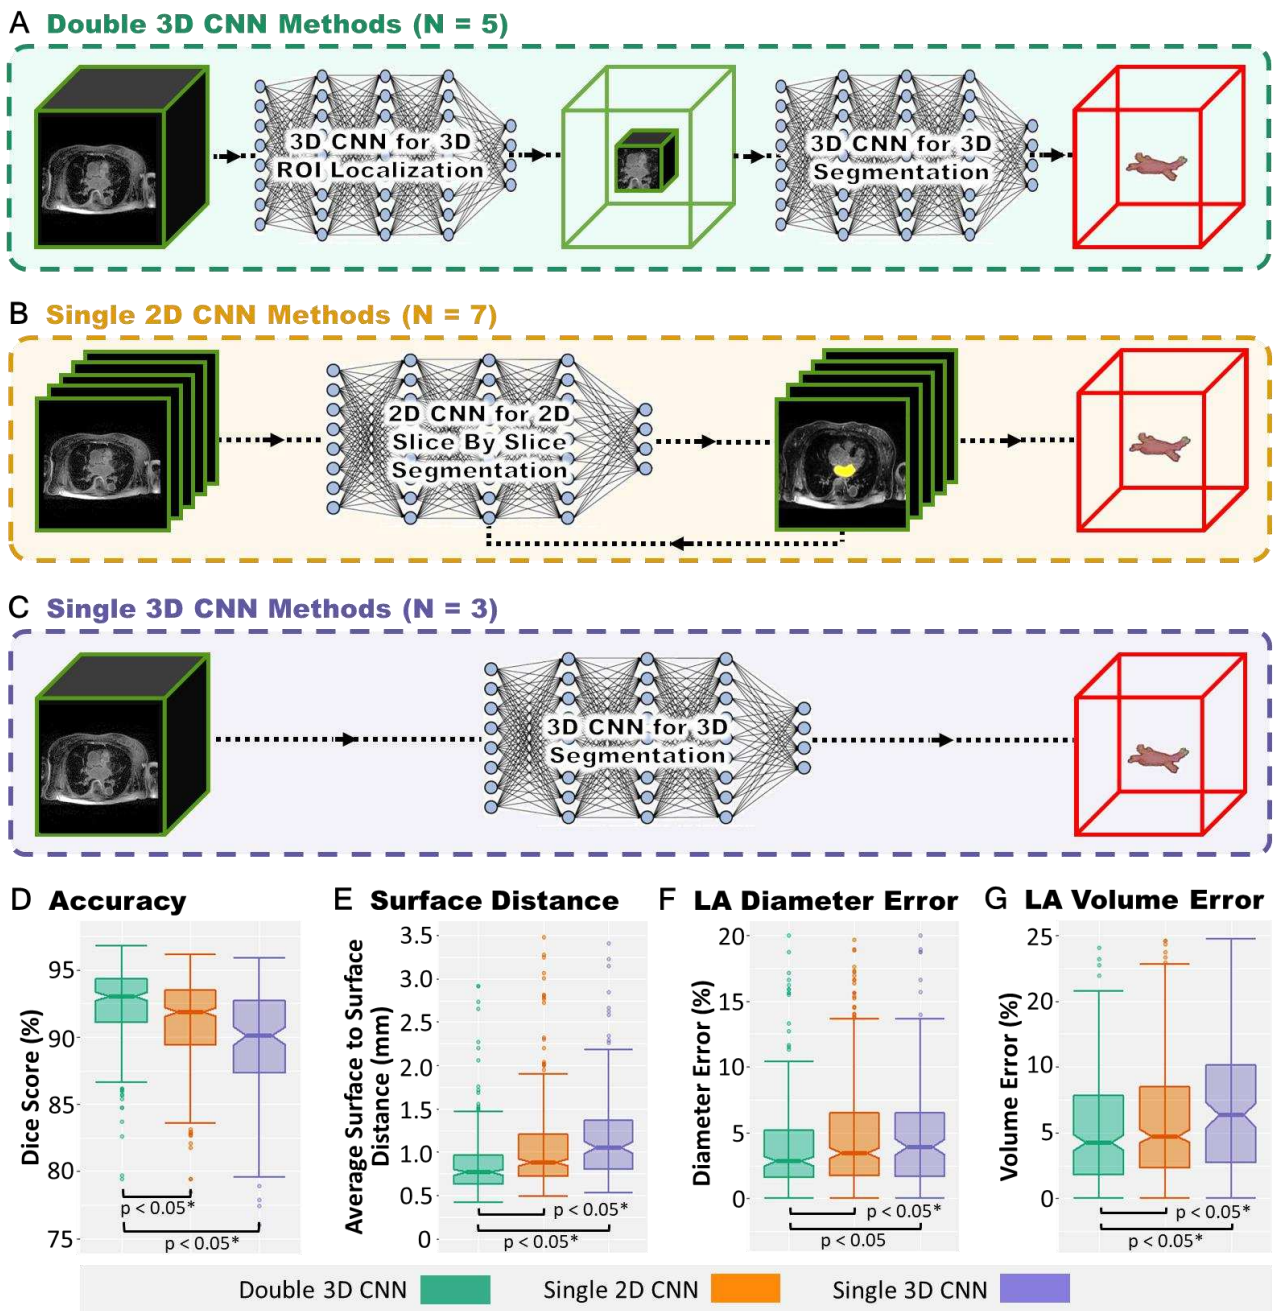 A Double 3D CNN Methods (N = 5)
3D CNN for 3D
ROI Localization
3D CNN for 3D
Segmentation
B Single 2D CNN Methods (N = 7)
2D CNN for 2D
Slice By Slice
Segmentation
C Single 3D CNN Methods (N = 3)
3D CNN for 3D
Segmentation
D Accuracy
Dice Score (%)
95
90
85
80
75
p < 0.05*
p < 0.05*
E Surface Distance
Average Surface to Surface
Distance (mm)
3.5
3.0
2.5
2.0
1.5
1.0
0.5
0
p < 0.05*
p < 0.05*
F LA Diameter Error
Diameter Error (%)
20
15
10
5
0
p < 0.05*
p < 0.05
G LA Volume Error
Volume Error (%)
25
20
10
5
0
p < 0.05*
p < 0.05*
Double 3D CNN
Single 2D CNN
Single 3D CNN